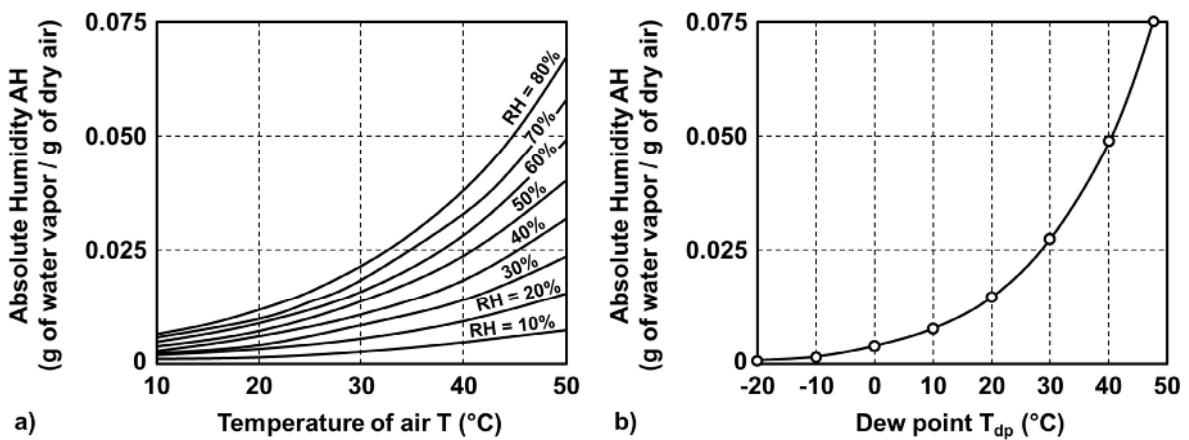 Absolute Humidity AH
(g of water vapor / g of dry air)
0.075
0.050
0.025
0
RH = 80%
70%
60%
50%
40%
30%
RH = 20%
RH = 10%
10 20 30 40 50
a) Temperature of air T (°C)
Absolute Humidity AH
(g of water vapor / g of dry air)
0.075
0.050
0.025
0
-20 -10 0 10 20 30 40 50
b) Dew point Tdp (°C)